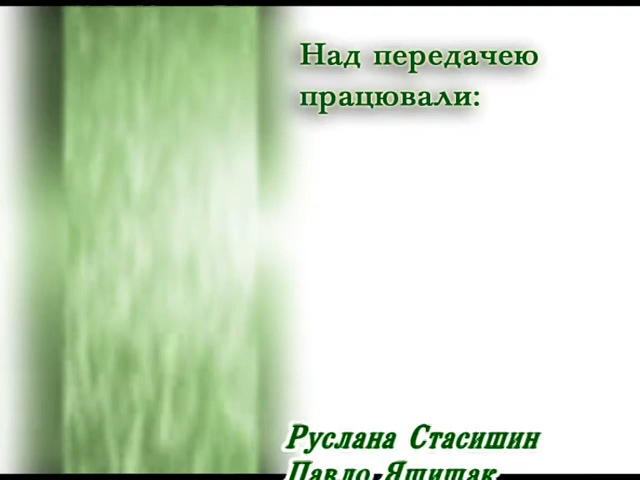 Над передачею
працювали:
Руслана Стасишин
Павло